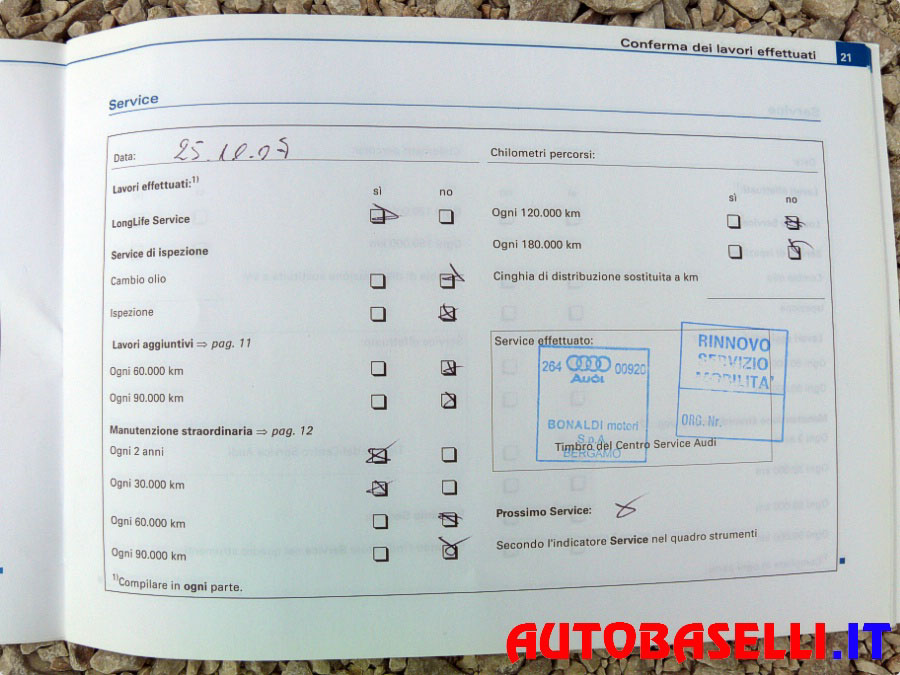 Conferma dei lavori effettuati 21
Service
Data: 25.10.07
Chilometri percorsi:
Lavori effettuati:1)
sì no
LongLife Service
Service di ispezione
Cambio olio
Ispezione
Lavori aggiuntivi ⇒ pag. 11
Ogni 60.000 km
Ogni 90.000 km
Manutenzione straordinaria ⇒ pag. 12
Ogni 2 anni
Ogni 30.000 km
Ogni 60.000 km
Ogni 90.000 km
1)Compilare in ogni parte.
sì no
Ogni 120.000 km
Ogni 180.000 km
Cinghia di distribuzione sostituita a km
Service effettuato:
264 00920
Audi
BONALDI motori
S.p.A.
BERGAMO
RINNOVO
SERVIZIO
MOBILITA'
ORG. Nr.
Timbro del Centro Service Audi
Prossimo Service:
Secondo l'indicatore Service nel quadro strumenti
AUTOBASELLI.IT